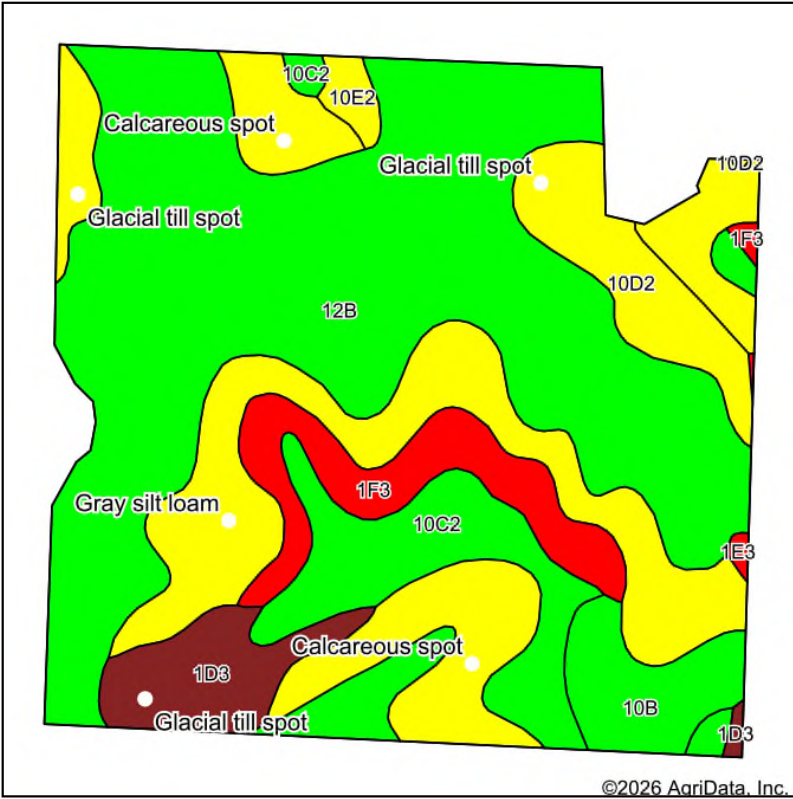 10C2
10E2
Calcareous spot
Glacial till spot
10D2
Glacial till spot
1F3
10D2
12B
1F3
Gray silt loam
10C2
1E3
Calcareous spot
1D3
10B
Glacial till spot
1D3
©2026 AgriData, Inc.